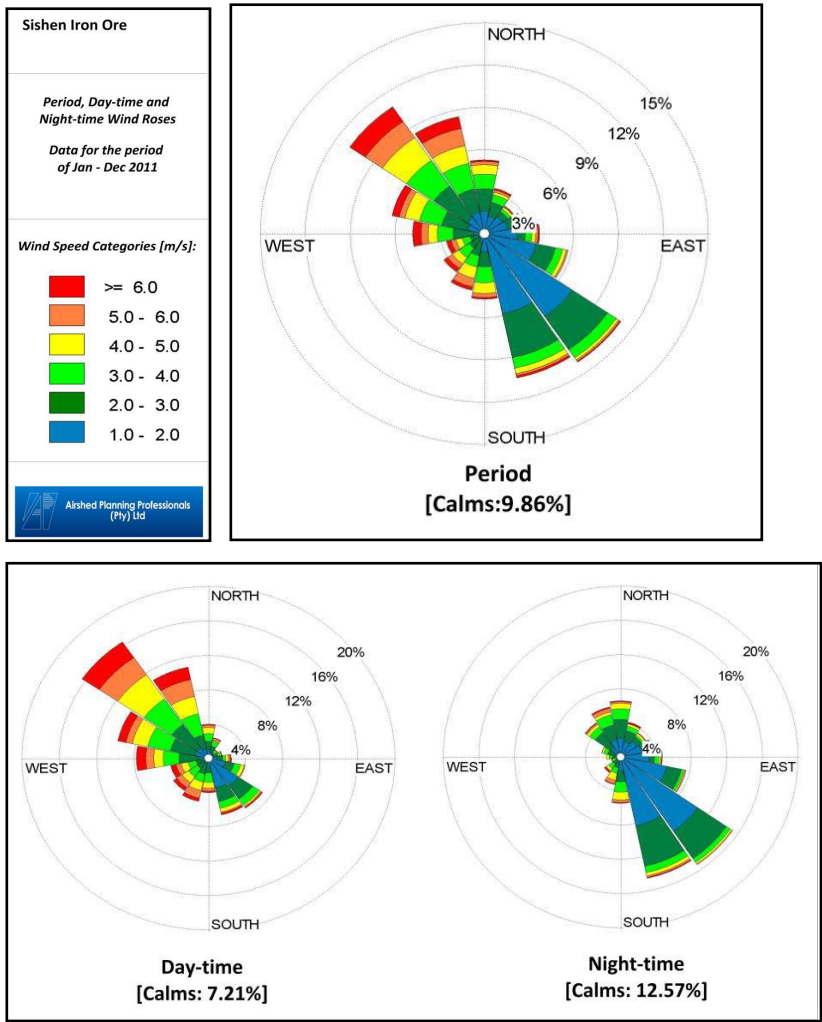 Sishen Iron Ore
Period, Day-time and
Night-time Wind Roses
Data for the period
of Jan - Dec 2011
Wind Speed Categories [m/s]:
>= 6.0
5.0 - 6.0
4.0 - 5.0
3.0 - 4.0
2.0 - 3.0
1.0 - 2.0
Airshed Planning Professionals
(Pty) Ltd
NORTH
15%
12%
9%
6%
3%
WEST
EAST
SOUTH
Period
[Calms:9.86%]
NORTH
20%
16%
12%
8%
4%
WEST
EAST
SOUTH
Day-time
[Calms: 7.21%]
NORTH
20%
16%
12%
8%
4%
WEST
EAST
SOUTH
Night-time
[Calms: 12.57%]